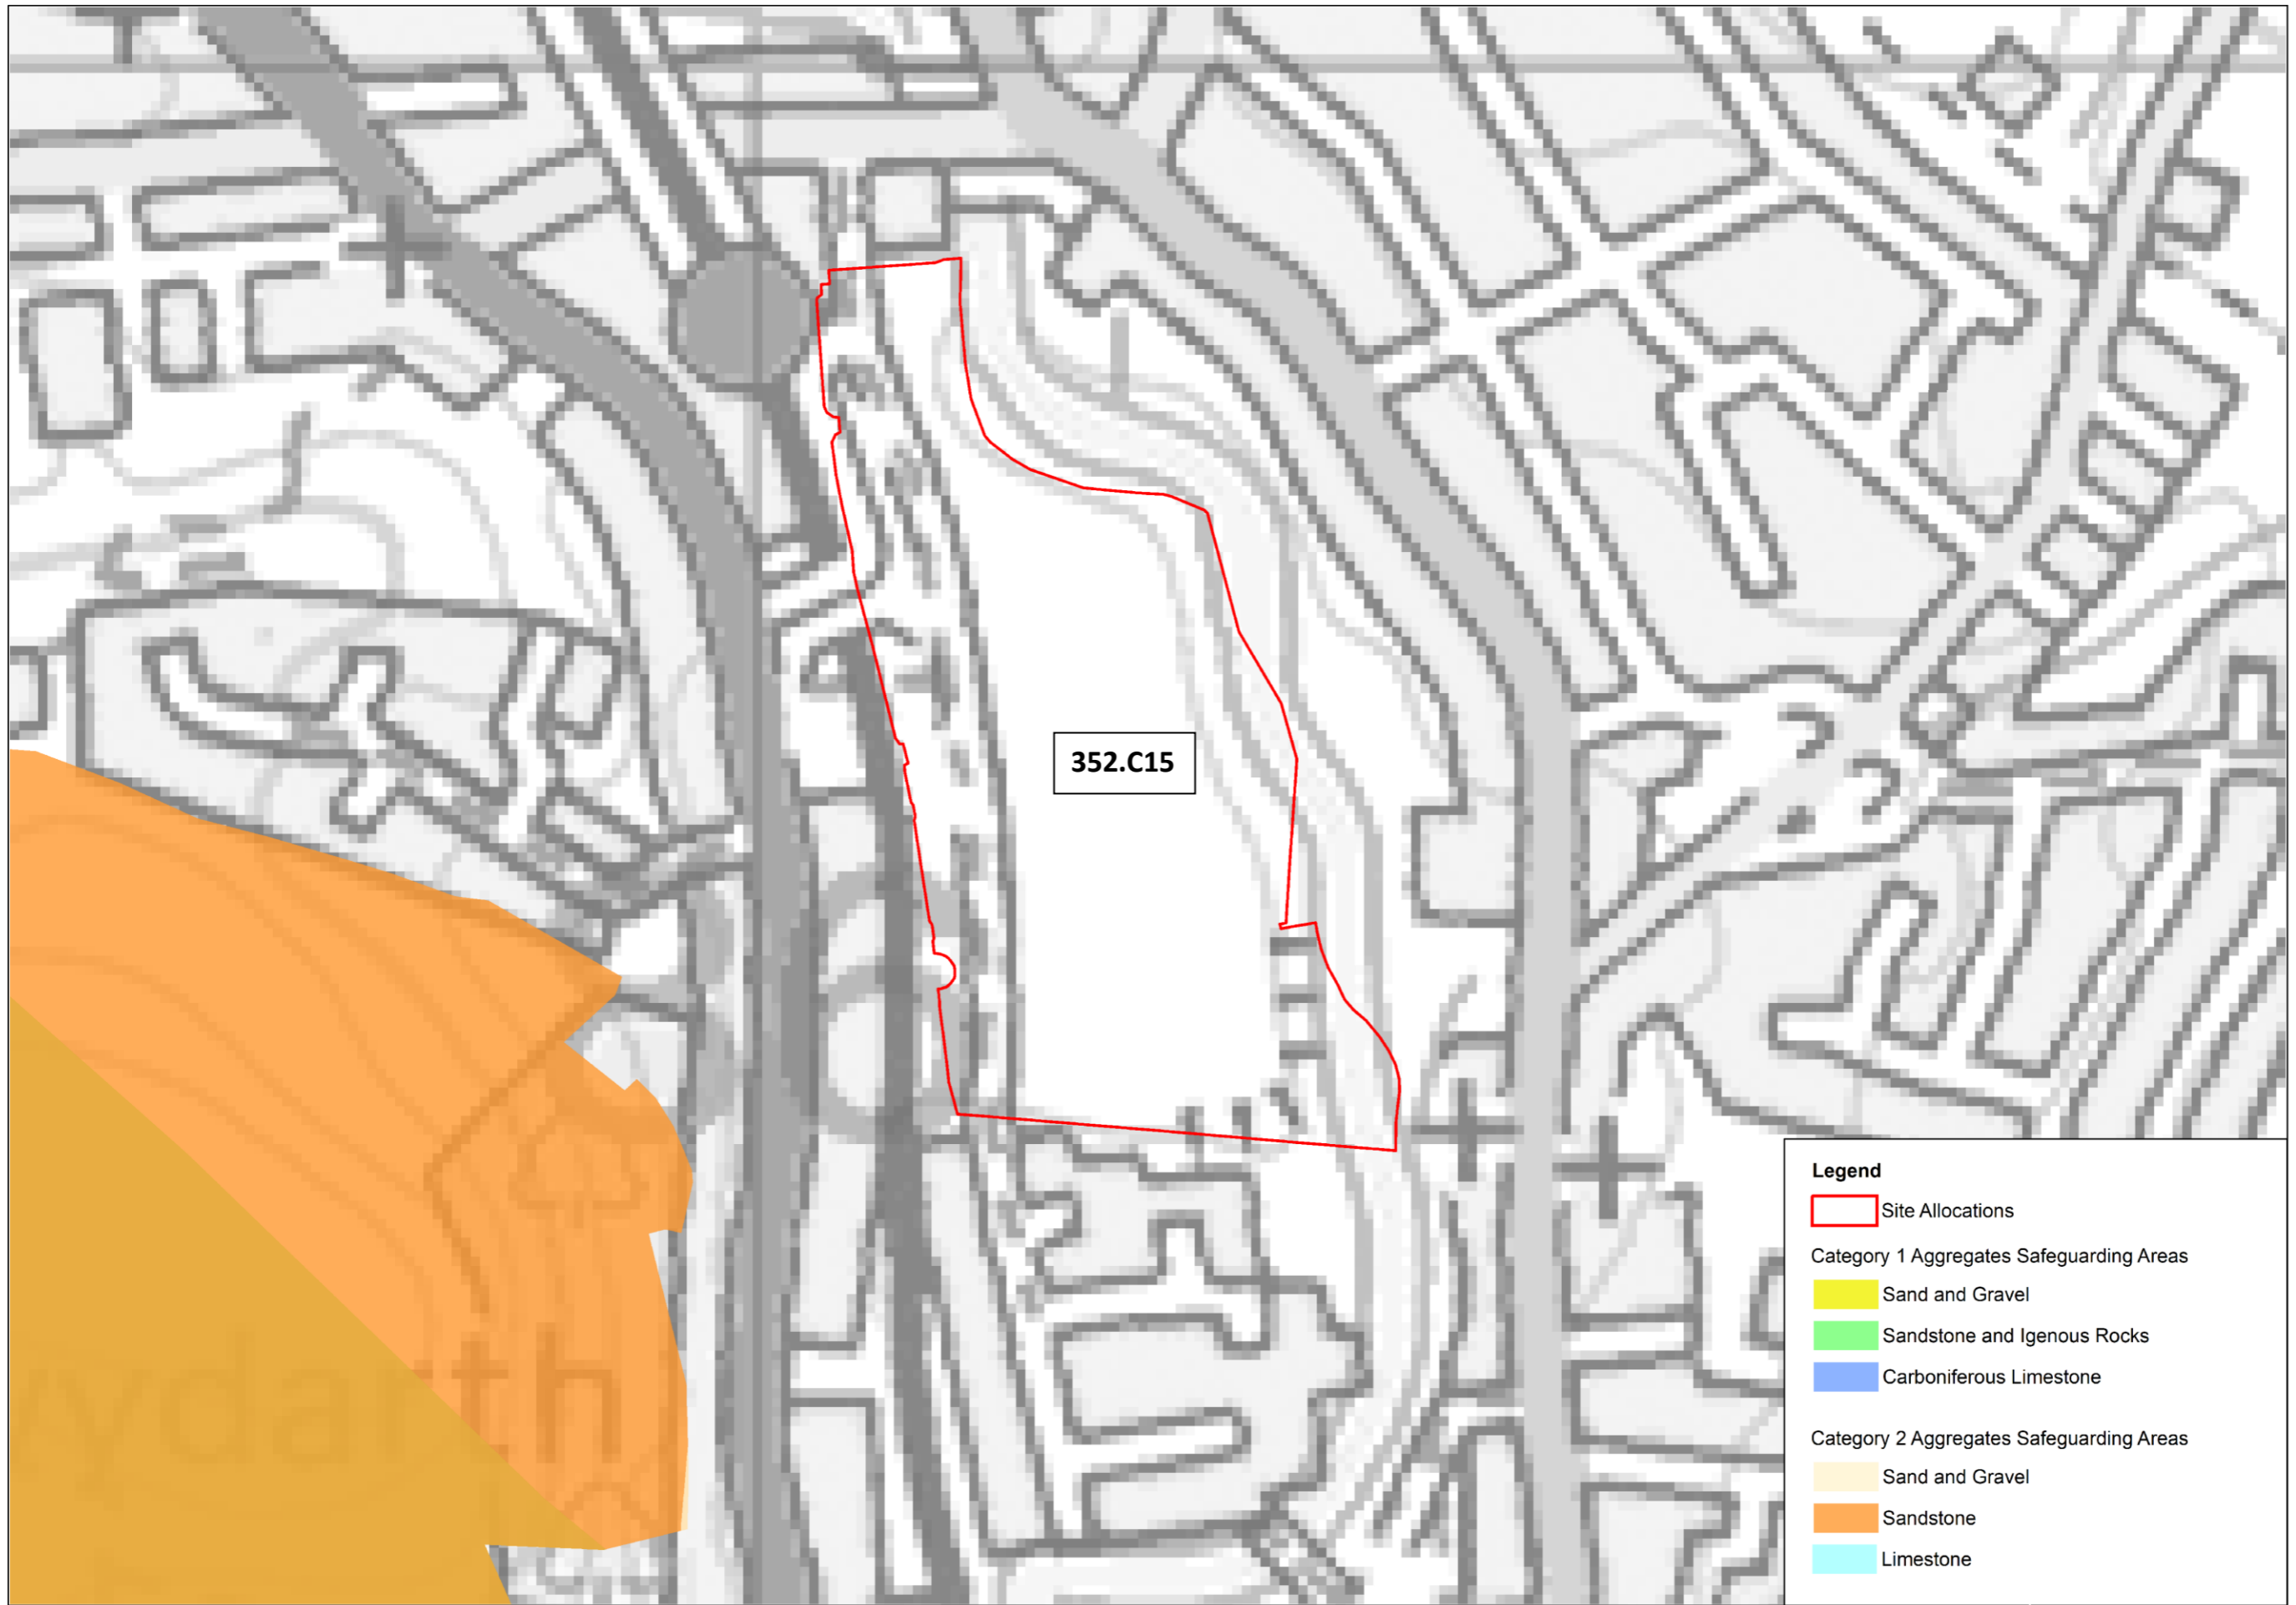 352.C15
Legend
Site Allocations
Category 1 Aggregates Safeguarding Areas
Sand and Gravel
Sandstone and Igenous Rocks
Carboniferous Limestone
Category 2 Aggregates Safeguarding Areas
Sand and Gravel
Sandstone
Limestone